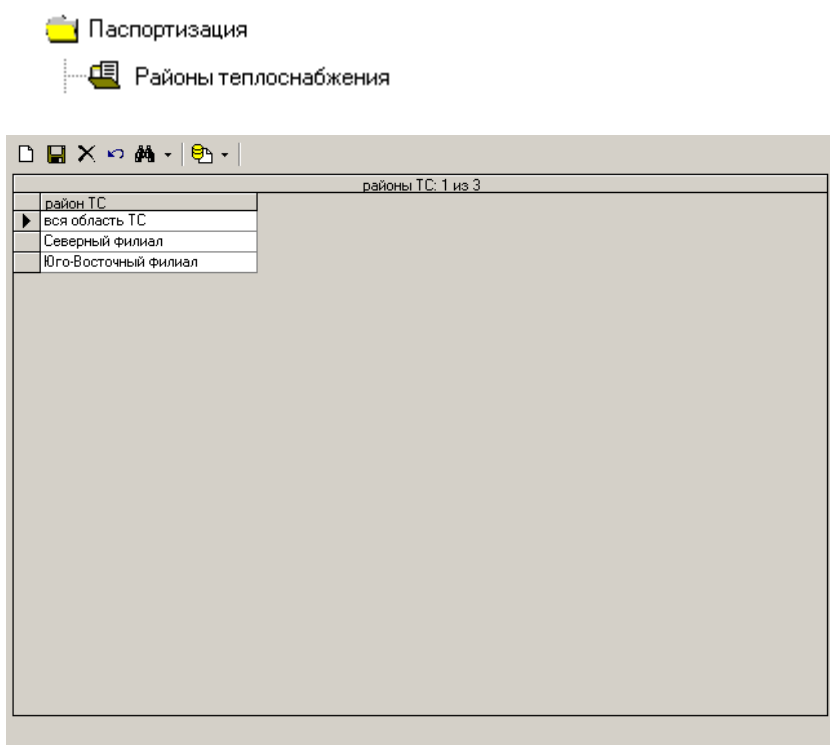 Паспортизация
Районы теплоснабжения
районы ТС: 1 из 3
район ТС
вся область ТС
Северный филиал
Юго-Восточный филиал